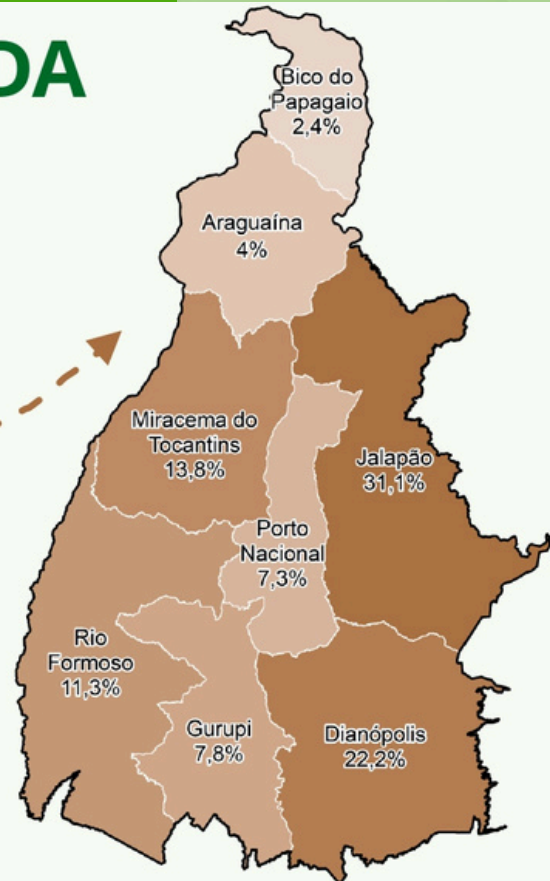 DA
Bico do
Papagaio
2,4%
Araguaína
4%
Miracema do
Tocantins
13,8%
Jalapão
31,1%
Porto
Nacional
7,3%
Rio
Formoso
11,3%
Gurupi
7,8%
Dianópolis
22,2%